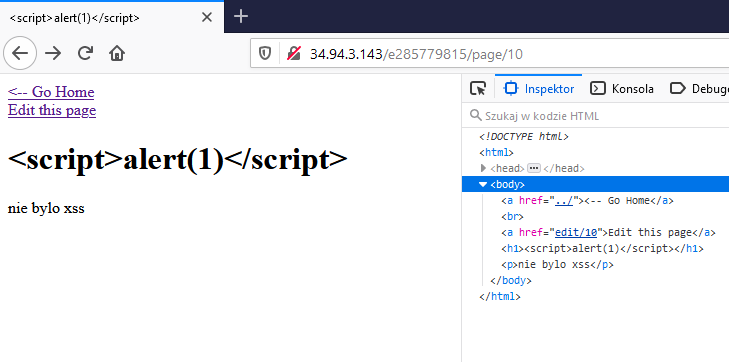 <script>alert(1)</script>
34.94.3.143/e285779815/page/10
<-- Go Home
Edit this page
<script>alert(1)</script>
nie bylo xss
Inspektor Konsola Debuge
Szukaj w kodzie HTML
<!DOCTYPE html>
<html>
<head></head>
<body>
<a href="../"><-- Go Home</a>
<br>
<a href="edit/10">Edit this page</a>
<h1><script>alert(1)</script></h1>
<p>nie bylo xss</p>
</body>
</html>